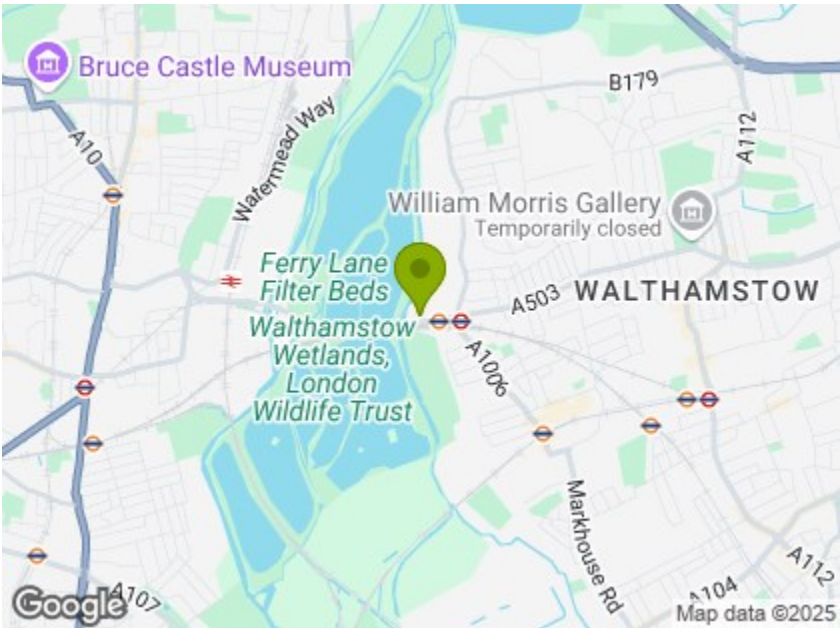 Bruce Castle Museum
A10
Watermead Way
B179
A112
William Morris Gallery
Temporarily closed
Ferry Lane
Filter Beds
A503
WALTHAMSTOW
Walthamstow
Wetlands,
London
Wildlife Trust
A1006
Markhouse Rd
A112
A104
A107
Google
Map data ©2025